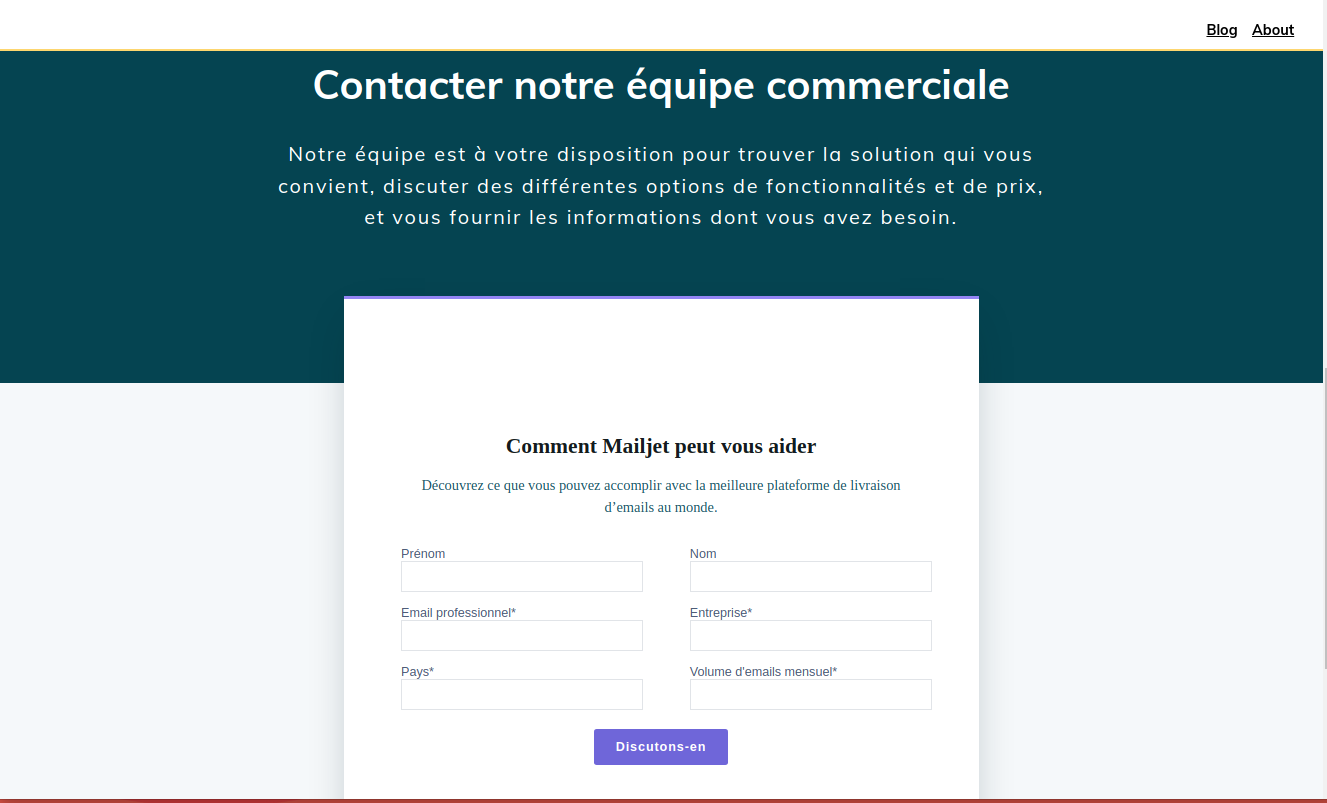 Blog About
Contacter notre équipe commerciale
Notre équipe est à votre disposition pour trouver la solution qui vous
convient, discuter des différentes options de fonctionnalités et de prix,
et vous fournir les informations dont vous avez besoin.
Comment Mailjet peut vous aider
Découvrez ce que vous pouvez accomplir avec la meilleure plateforme de livraison
d’emails au monde.
Prénom Nom
Email professionnel* Entreprise*
Pays* Volume d'emails mensuel*
Discutons-en